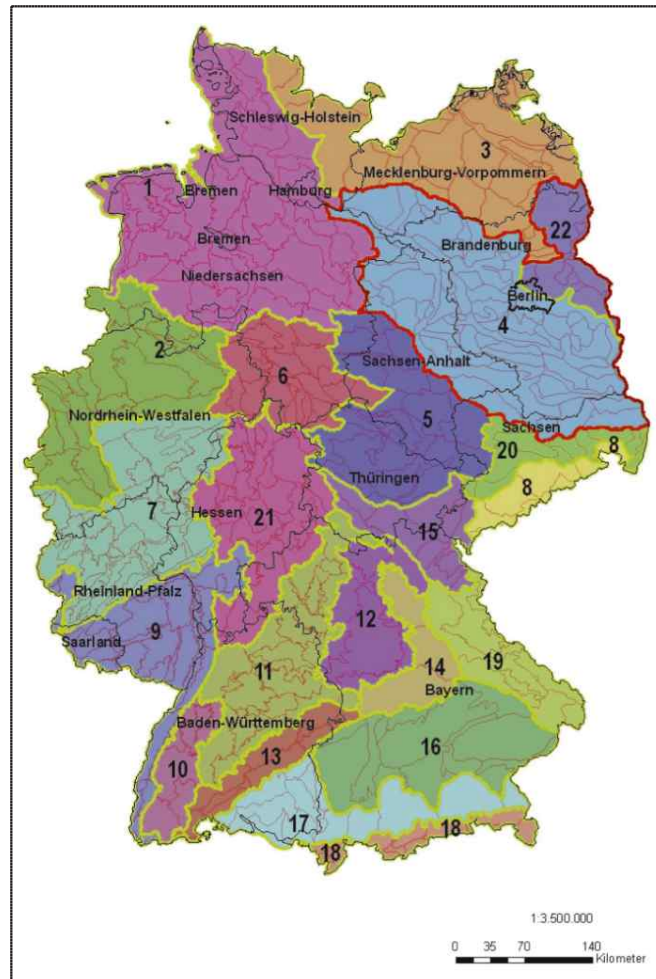 Schleswig-Holstein
3
Mecklenburg-Vorpommern
1
Bremen
Hamburg
22
Bremen
Brandenburg
Niedersachsen
Berlin
4
2
Sachsen-Anhalt
6
Nordrhein-Westfalen
5
Sachsen
20
8
Thüringen
8
7
Hessen
21
15
Rheinland-Pfalz
12
Saarland
9
19
11
14
Bayern
Baden-Württemberg
16
13
10
17
18
18
1:3.500.000
0 35 70 140
Kilometer